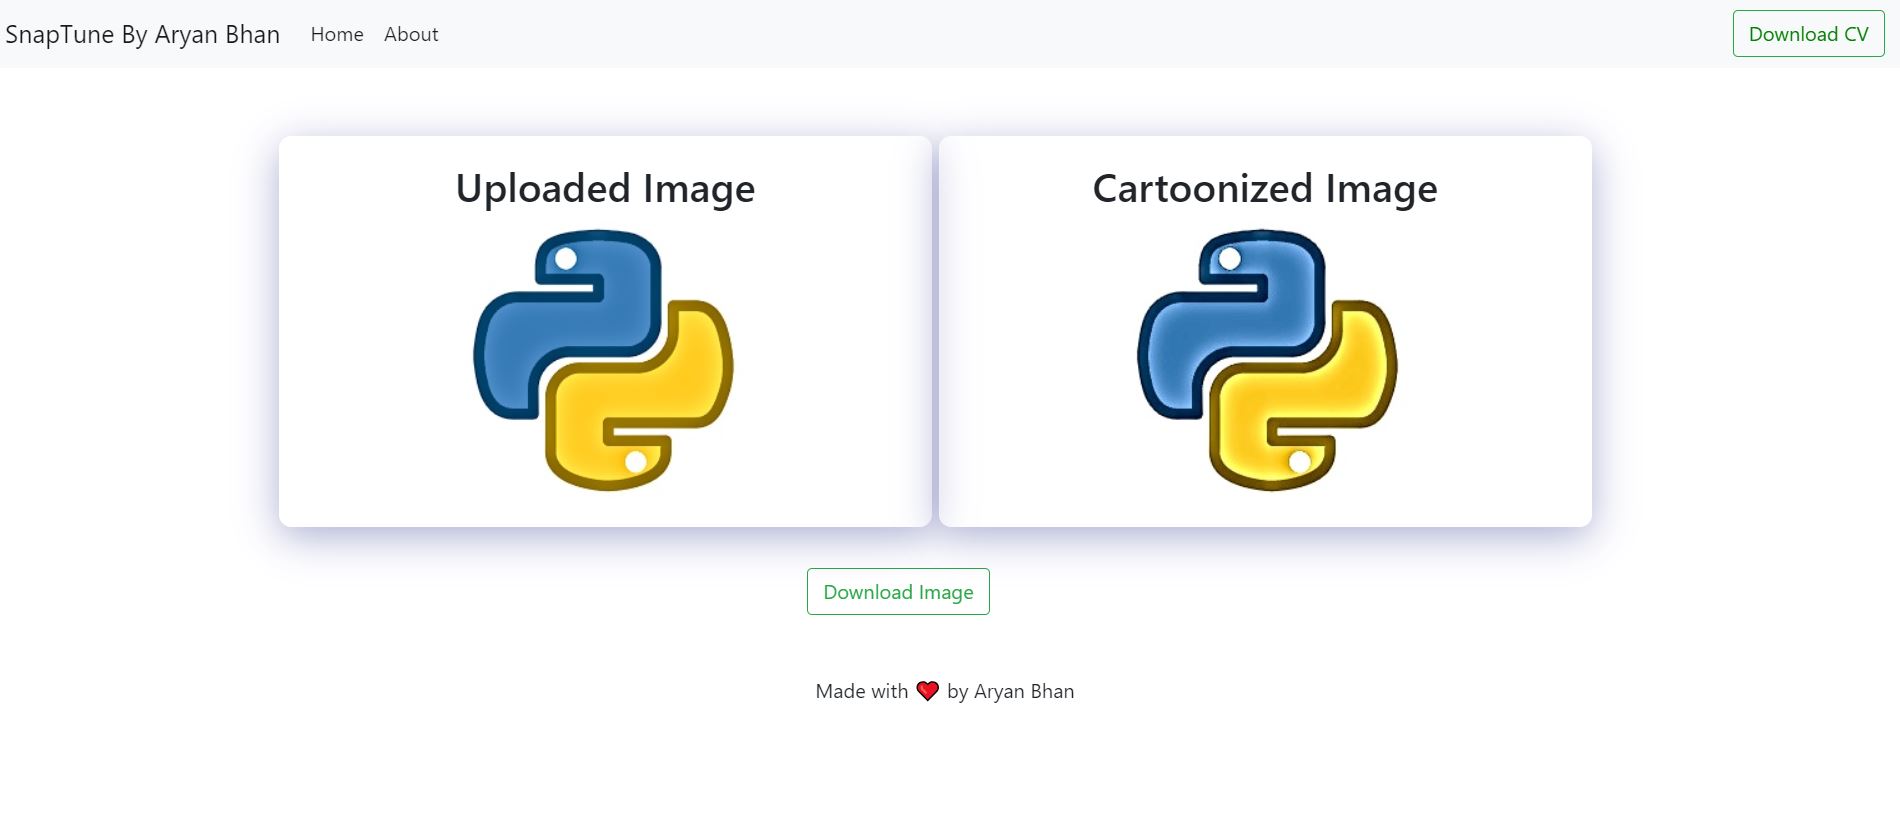 SnapTune By Aryan Bhan Home About Download CV
Uploaded Image
Cartoonized Image
Download Image
Made with ❤ by Aryan Bhan